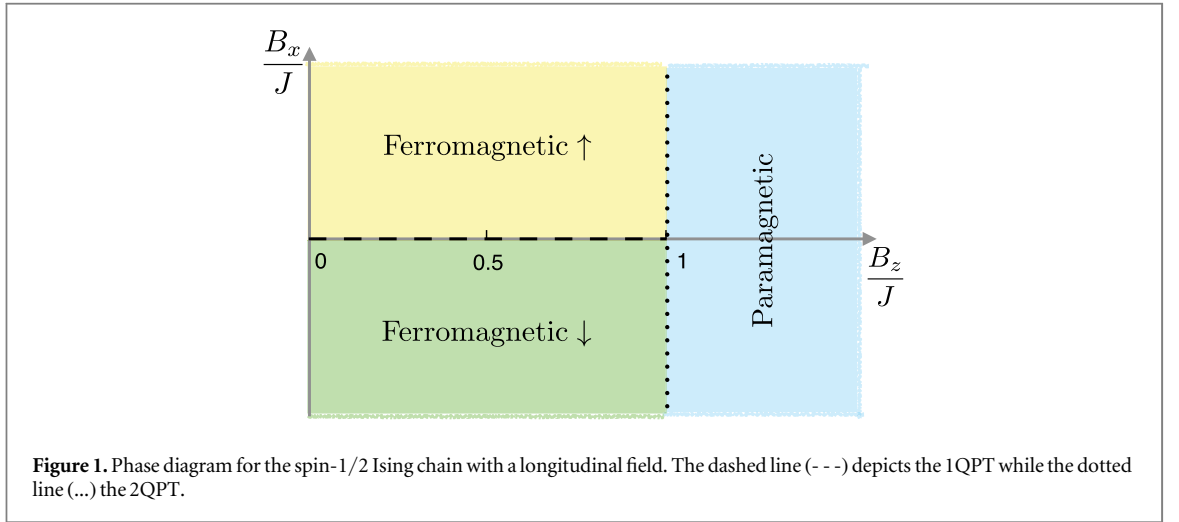 B_x
J
Ferromagnetic ↑
0
0.5
1
B_z
J
Paramagnetic
Ferromagnetic ↓
Figure 1. Phase diagram for the spin-1/2 Ising chain with a longitudinal field. The dashed line (- - -) depicts the 1QPT while the dotted
line (...) the 2QPT.